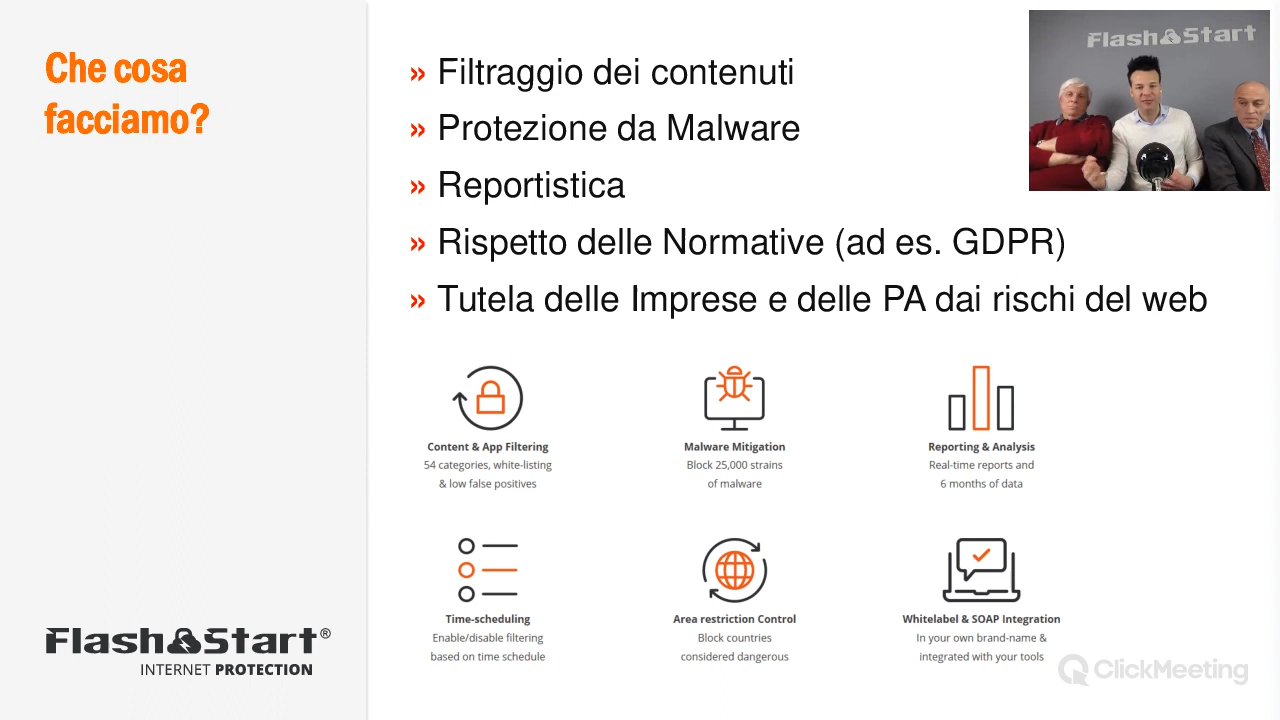 Che cosa
facciamo?
» Filtraggio dei contenuti
» Protezione da Malware
» Reportistica
» Rispetto delle Normative (ad es. GDPR)
» Tutela delle Imprese e delle PA dai rischi del web
Flash&Start
Content & App Filtering
54 categories, white-listing
& low false positives
Malware Mitigation
Block 25,000 strains
of malware
Reporting & Analysis
Real-time reports and
6 months of data
Time-scheduling
Enable/disable filtering
based on time schedule
Area restriction Control
Block countries
considered dangerous
Whitelabel & SOAP Integration
In your own brand-name &
integrated with your tools
Flash&Start®
INTERNET PROTECTION
ClickMeeting